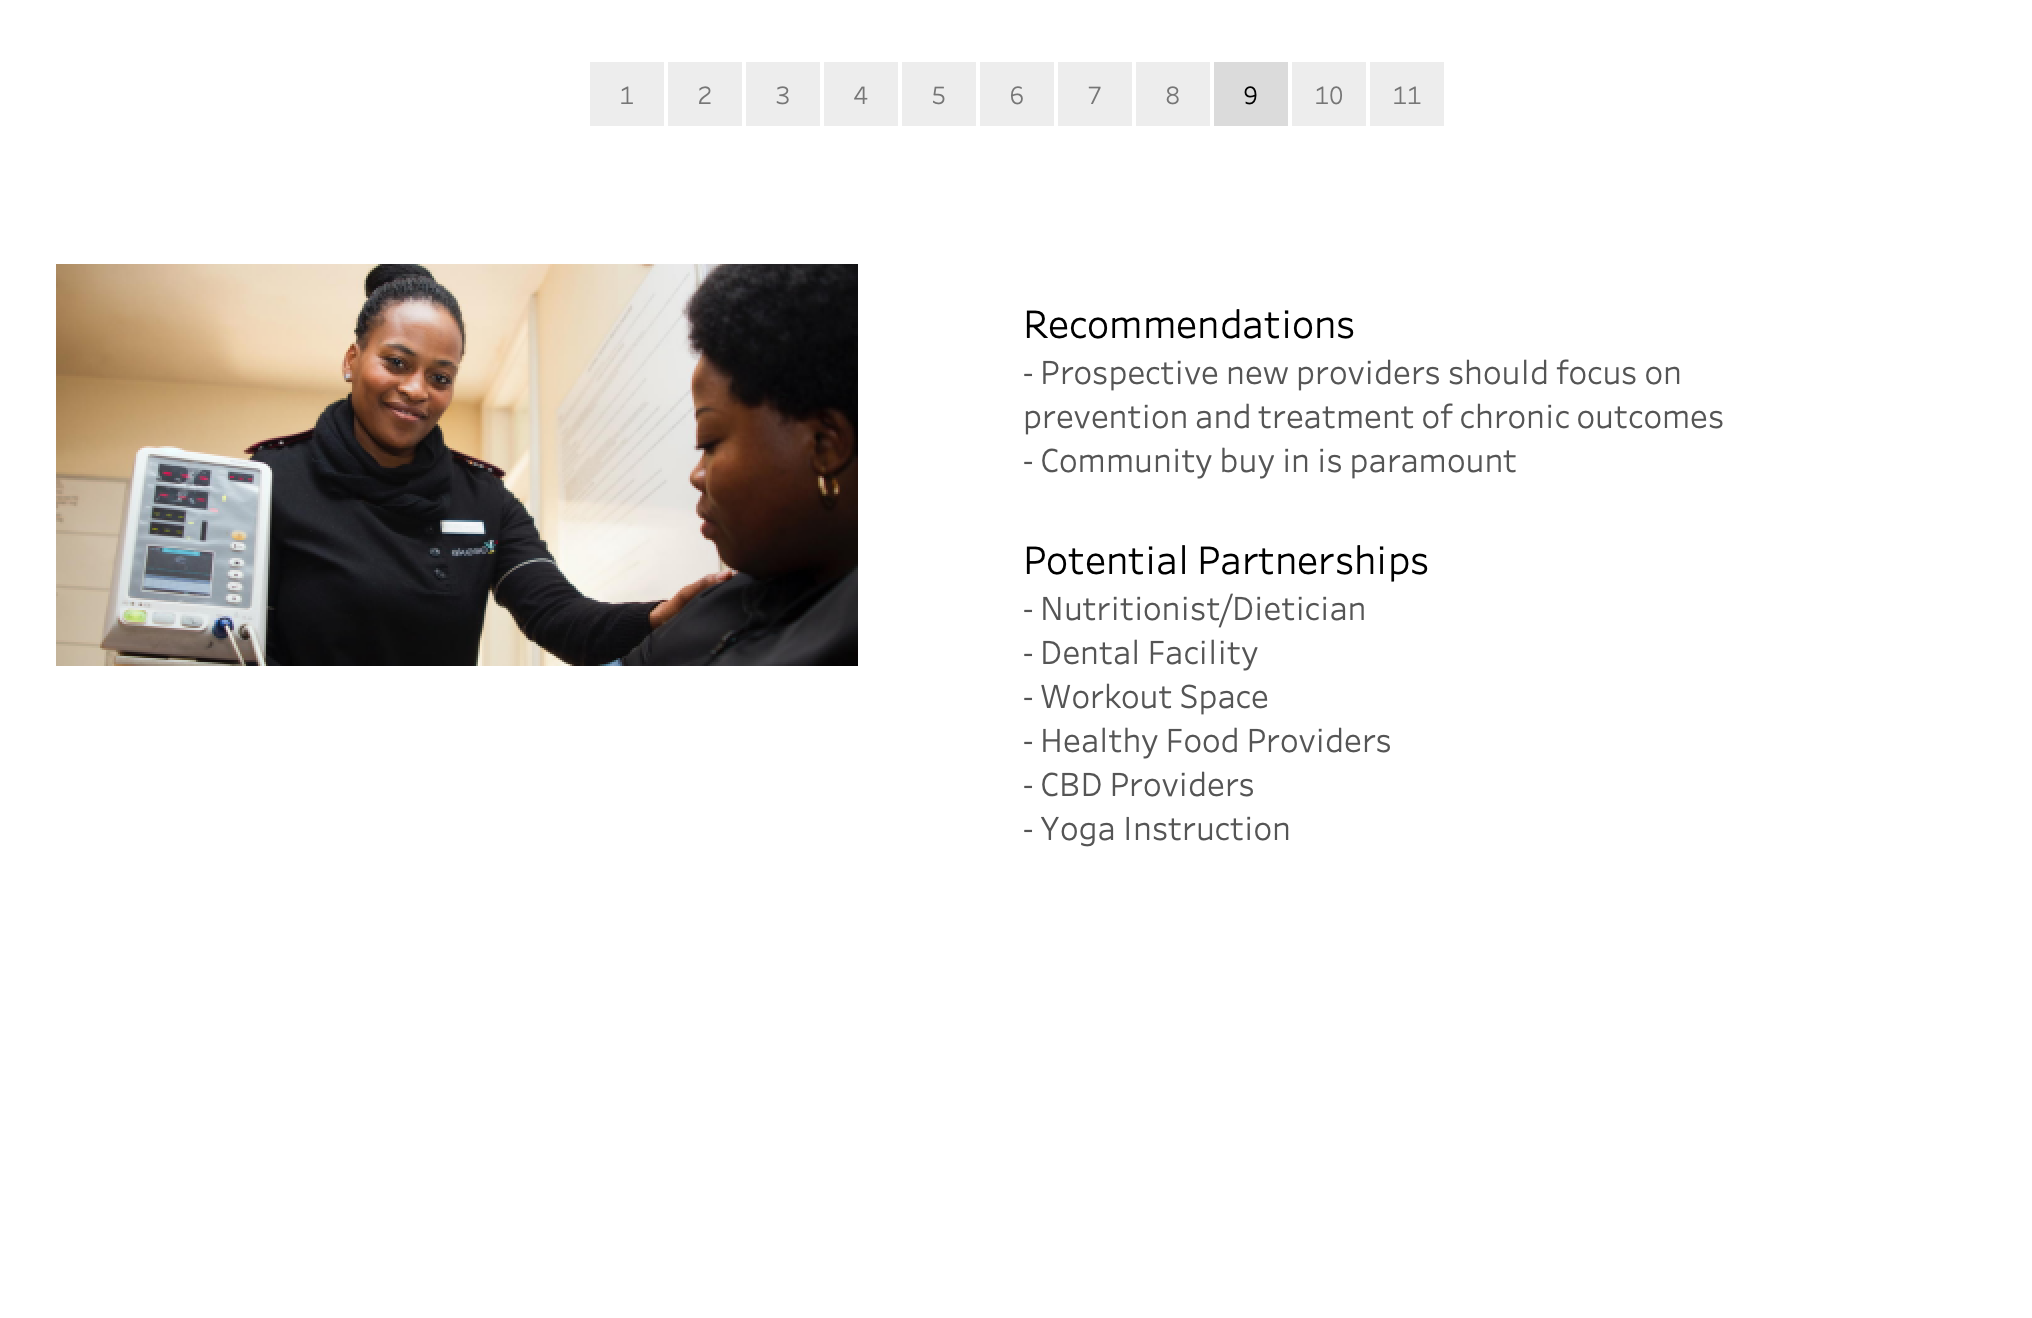 1 2 3 4 5 6 7 8 9 10 11
Recommendations
- Prospective new providers should focus on
prevention and treatment of chronic outcomes
- Community buy in is paramount
Potential Partnerships
- Nutritionist/Dietician
- Dental Facility
- Workout Space
- Healthy Food Providers
- CBD Providers
- Yoga Instruction